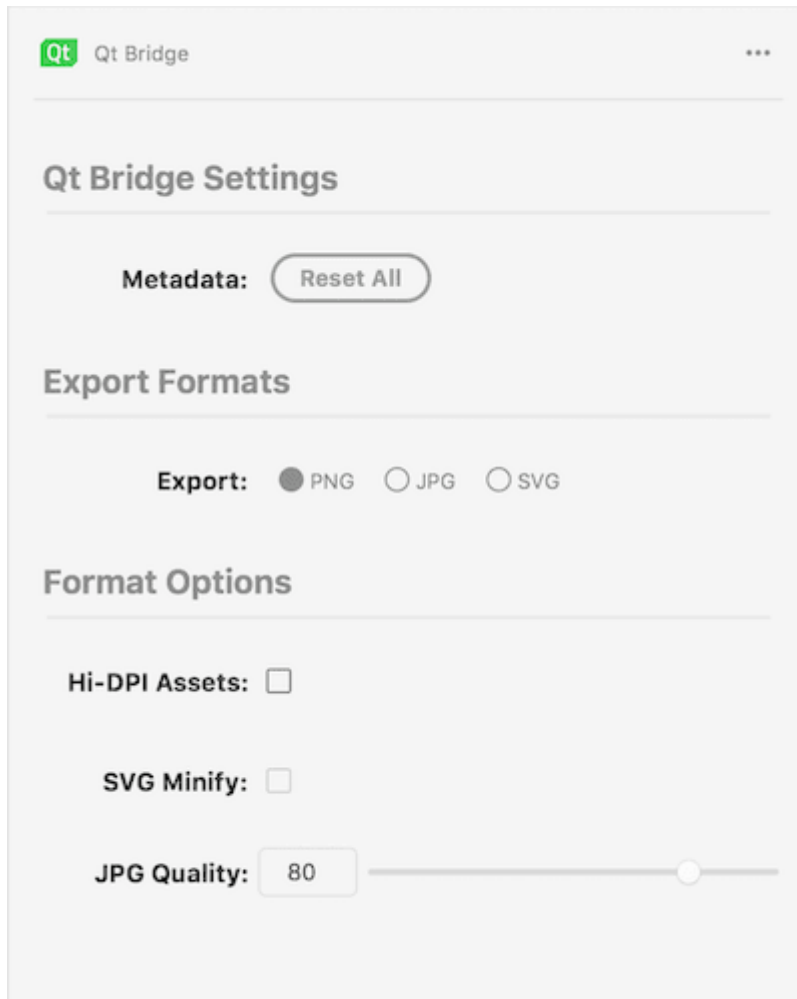 Qt Qt Bridge
Qt Bridge Settings
Metadata: Reset All
Export Formats
Export: PNG JPG SVG
Format Options
Hi-DPI Assets:
SVG Minify:
JPG Quality: 80